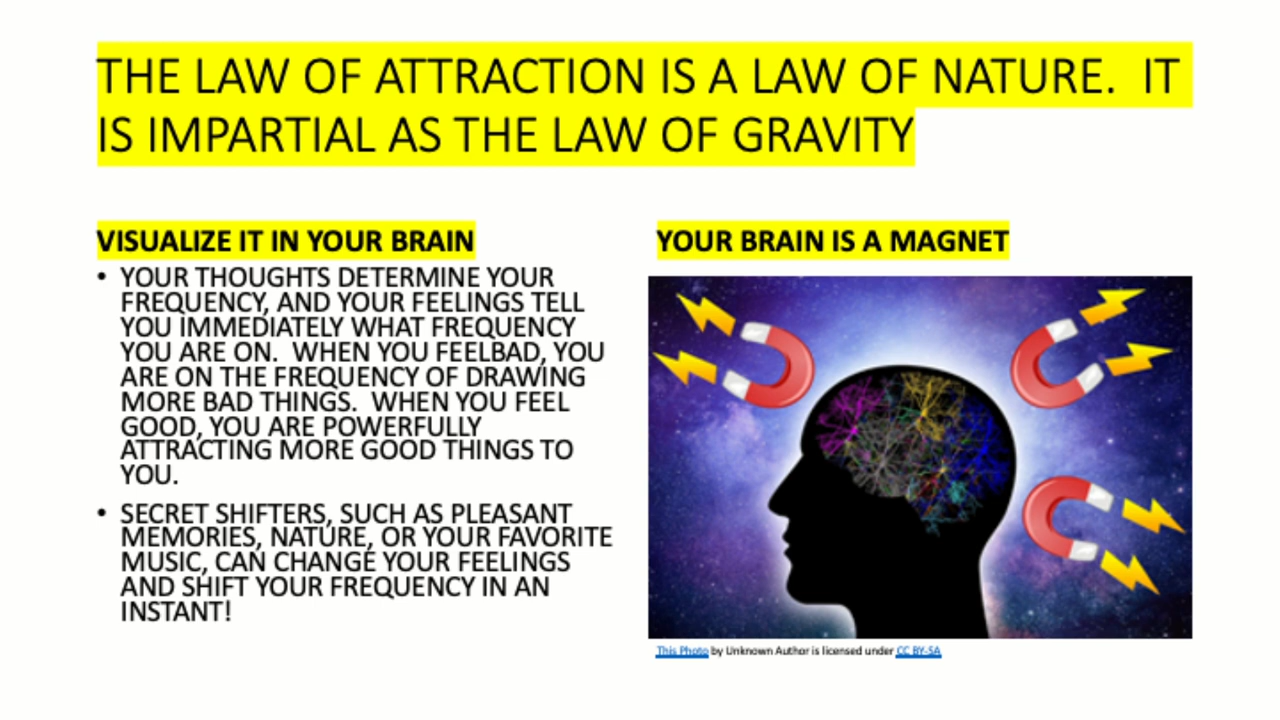 THE LAW OF ATTRACTION IS A LAW OF NATURE. IT
IS IMPARTIAL AS THE LAW OF GRAVITY
VISUALIZE IT IN YOUR BRAIN
• YOUR THOUGHTS DETERMINE YOUR
FREQUENCY, AND YOUR FEELINGS TELL
YOU IMMEDIATELY WHAT FREQUENCY
YOU ARE ON. WHEN YOU FEELBAD, YOU
ARE ON THE FREQUENCY OF DRAWING
MORE BAD THINGS. WHEN YOU FEEL
GOOD, YOU ARE POWERFULLY
ATTRACTING MORE GOOD THINGS TO
YOU.
• SECRET SHIFTERS, SUCH AS PLEASANT
MEMORIES, NATURE, OR YOUR FAVORITE
MUSIC, CAN CHANGE YOUR FEELINGS
AND SHIFT YOUR FREQUENCY IN AN
INSTANT!
YOUR BRAIN IS A MAGNET
This Photo by Unknown Author is licensed under CC BY-SA